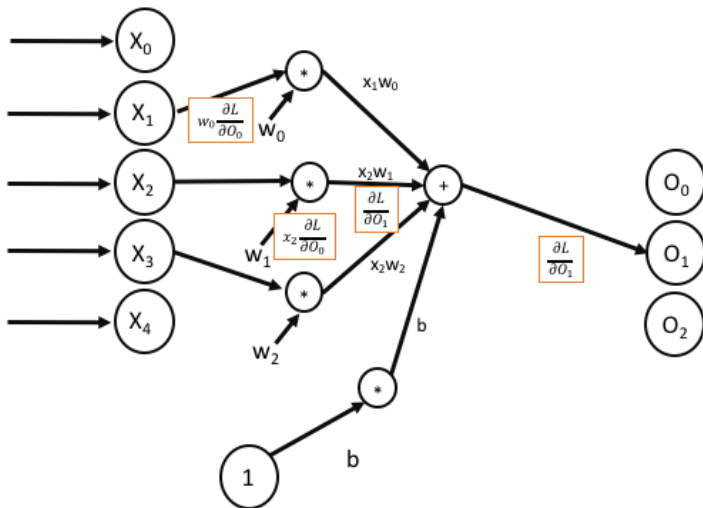 X₀
*
x₁w₀
X₁
w₀ ∂L/∂O₀
w₀
X₂
*
x₂w₁
+
O₀
∂L/∂O₁
x₂ ∂L/∂O₀
w₁
X₃
*
x₂w₂
∂L/∂O₁
O₁
X₄
w₂
b
O₂
*
1
b